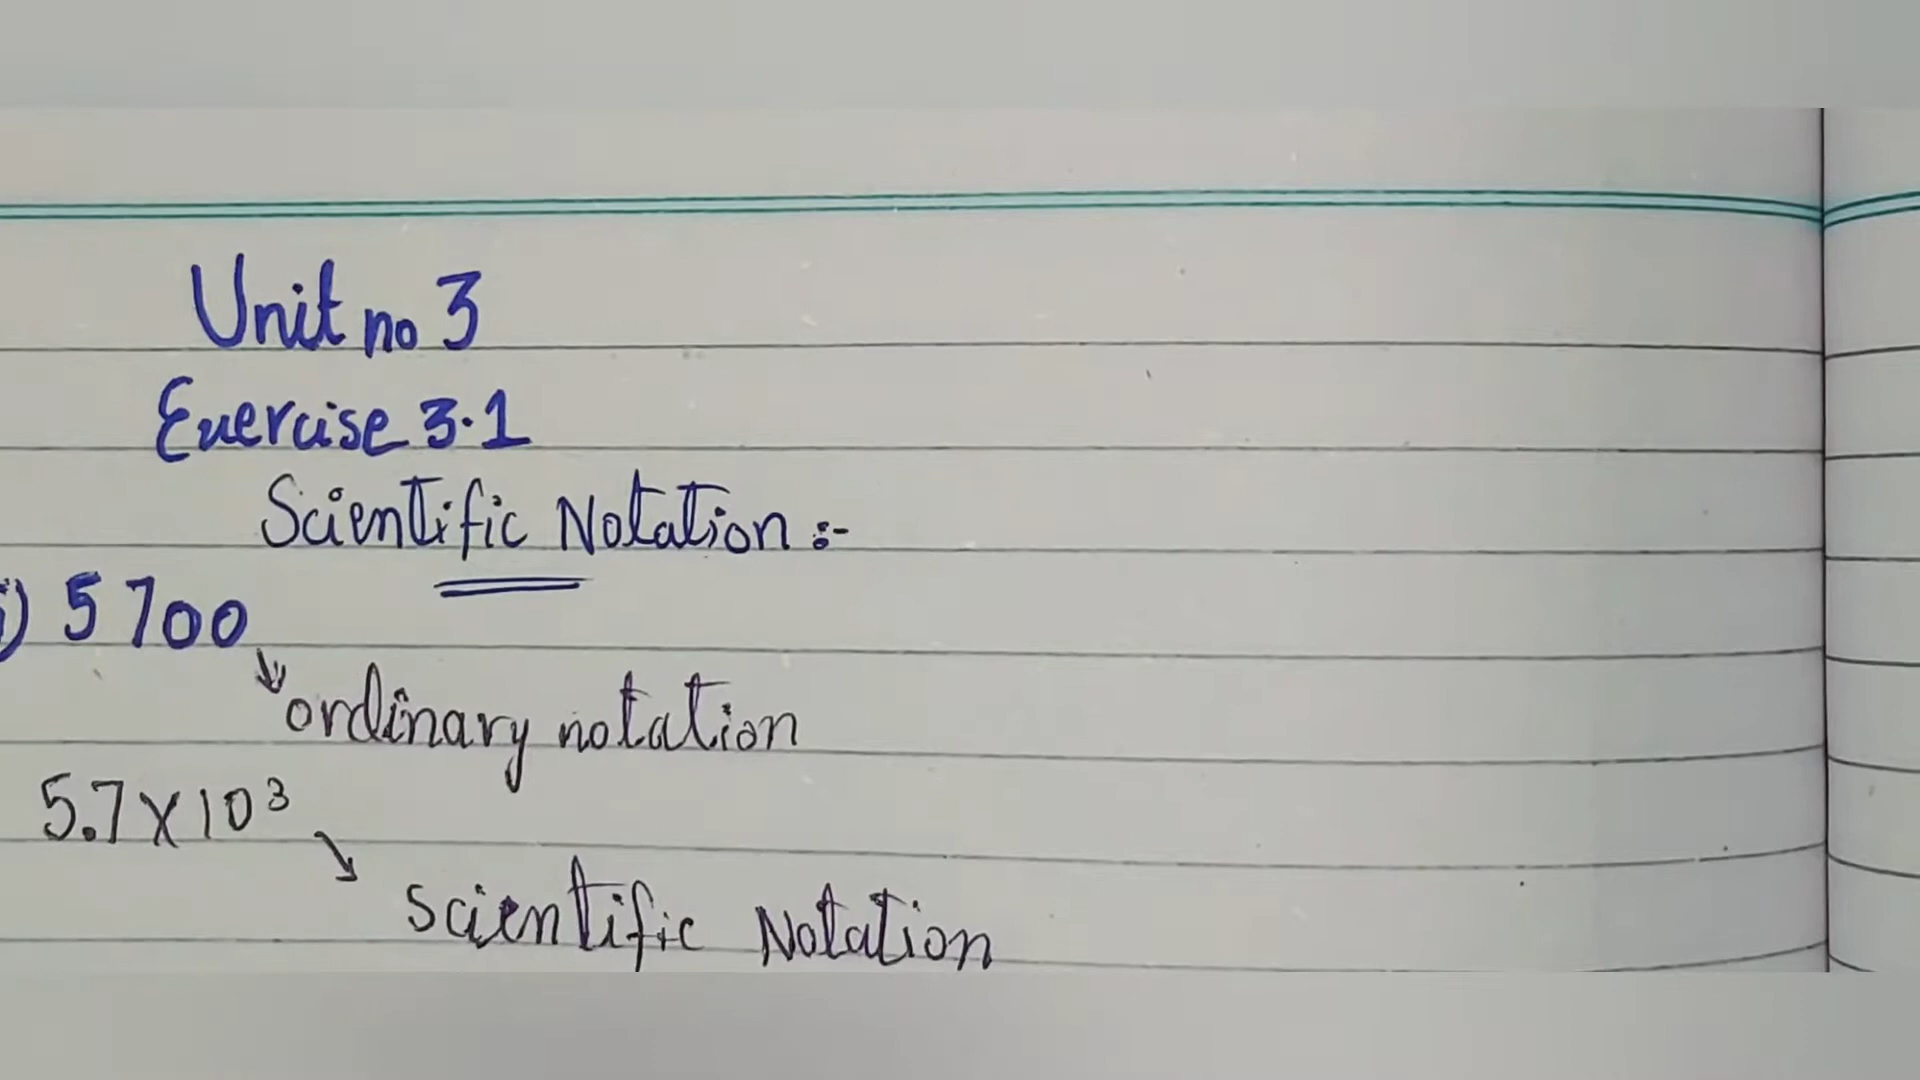 Unit no 3
Exercise 3.1
Scientific Notation :-
i) 5700
ordinary notation
5.7 x 10³
Scientific Notation